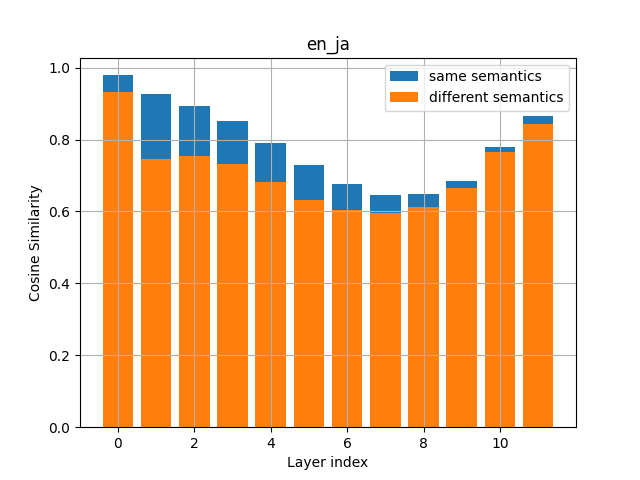 en_ja
same semantics
different semantics
Cosine Similarity
1.0
0.8
0.6
0.4
0.2
0.0
0 2 4 6 8 10
Layer index